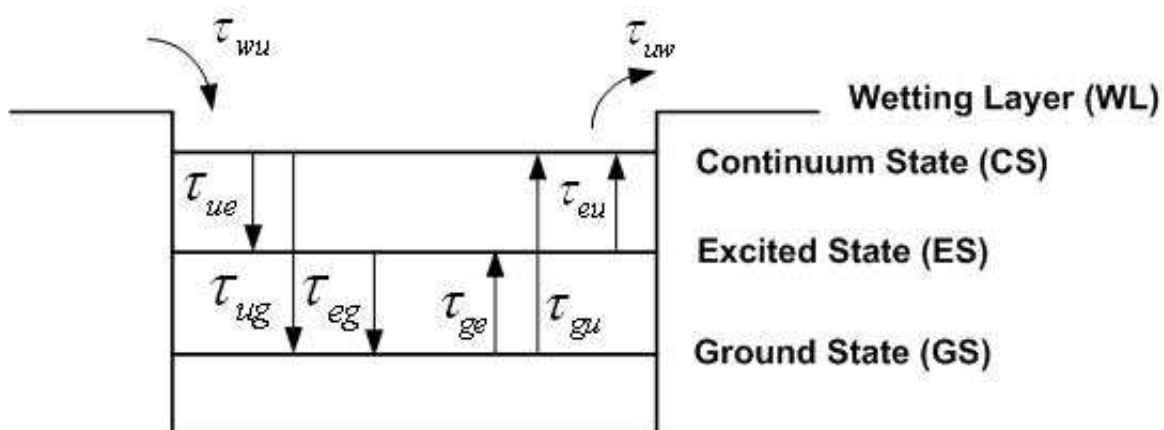 τwu
τuw
Wetting Layer (WL)
Continuum State (CS)
τue
τeu
Excited State (ES)
τug
τeg
τge
τgu
Ground State (GS)